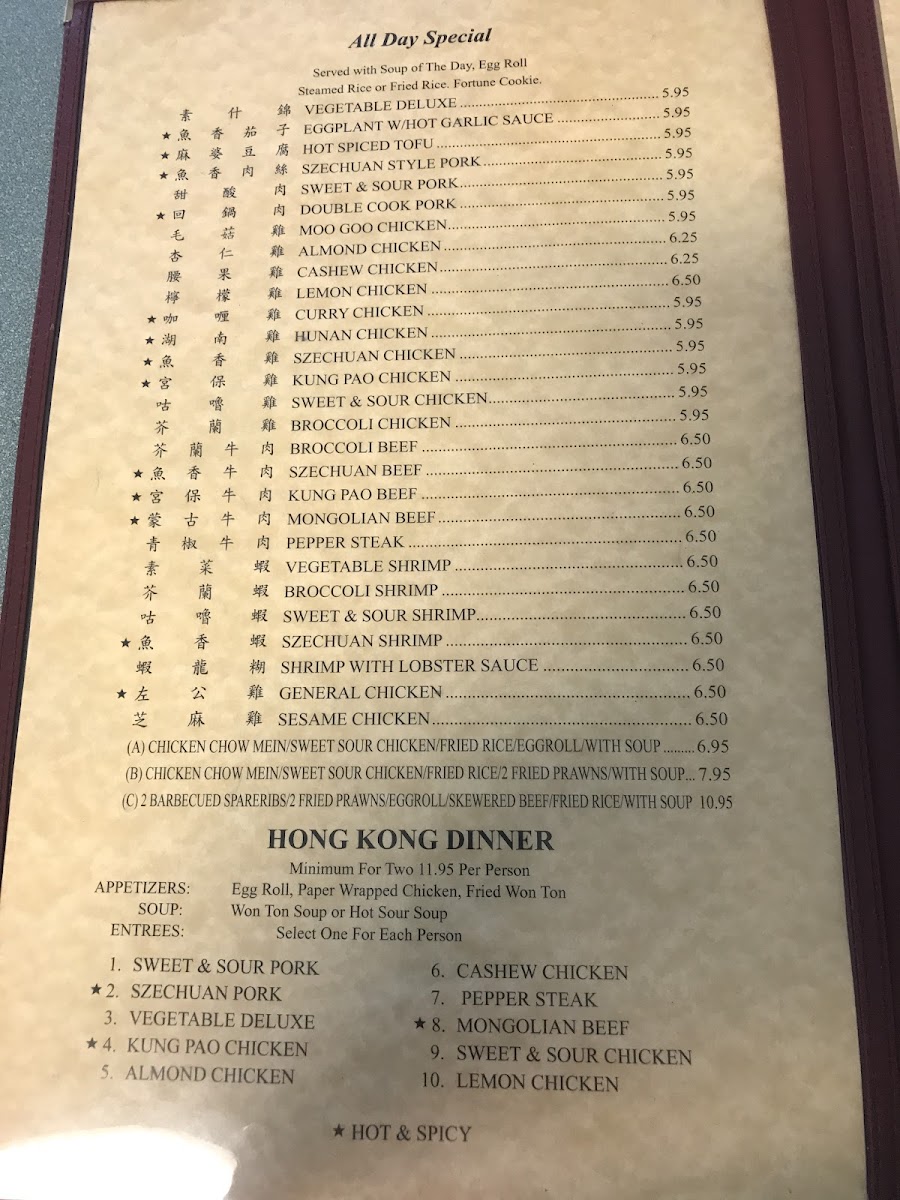 All Day Special
Served with Soup of The Day, Egg Roll
Steamed Rice or Fried Rice. Fortune Cookie.
素什錦 VEGETABLE DELUXE 5.95
★ 魚香茄子 EGGPLANT W/HOT GARLIC SAUCE 5.95
★ 麻婆豆腐 HOT SPICED TOFU 5.95
★ 魚香肉絲 SZECHUAN STYLE PORK 5.95
甜酸肉 SWEET & SOUR PORK 5.95
★ 回鍋肉 DOUBLE COOK PORK 5.95
毛菇雞 MOO GOO CHICKEN 5.95
杏仁雞 ALMOND CHICKEN 6.25
腰果雞 CASHEW CHICKEN 6.25
檸檬雞 LEMON CHICKEN 6.50
★ 咖喱雞 CURRY CHICKEN 5.95
★ 湖南雞 HUNAN CHICKEN 5.95
★ 魚香雞 SZECHUAN CHICKEN 5.95
★ 宮保雞 KUNG PAO CHICKEN 5.95
咕嚕雞 SWEET & SOUR CHICKEN 5.95
芥蘭雞 BROCCOLI CHICKEN 5.95
芥蘭牛肉 BROCCOLI BEEF 6.50
★ 魚香牛肉 SZECHUAN BEEF 6.50
★ 宮保牛肉 KUNG PAO BEEF 6.50
★ 蒙古牛肉 MONGOLIAN BEEF 6.50
青椒牛肉 PEPPER STEAK 6.50
素菜蝦 VEGETABLE SHRIMP 6.50
芥蘭蝦 BROCCOLI SHRIMP 6.50
咕嚕蝦 SWEET & SOUR SHRIMP 6.50
★ 魚香蝦 SZECHUAN SHRIMP 6.50
蝦龍糊 SHRIMP WITH LOBSTER SAUCE 6.50
★ 左公雞 GENERAL CHICKEN 6.50
芝麻雞 SESAME CHICKEN 6.50
(A) CHICKEN CHOW MEIN/SWEET SOUR CHICKEN/FRIED RICE/EGGROLL/WITH SOUP 6.95
(B) CHICKEN CHOW MEIN/SWEET SOUR CHICKEN/FRIED RICE/2 FRIED PRAWNS/WITH SOUP... 7.95
(C) 2 BARBECUED SPARERIBS/2 FRIED PRAWNS/EGGROLL/SKEWERED BEEF/FRIED RICE/WITH SOUP 10.95
HONG KONG DINNER
Minimum For Two 11.95 Per Person
APPETIZERS: Egg Roll, Paper Wrapped Chicken, Fried Won Ton
SOUP: Won Ton Soup or Hot Sour Soup
ENTREES: Select One For Each Person
1. SWEET & SOUR PORK
★ 2. SZECHUAN PORK
3. VEGETABLE DELUXE
★ 4. KUNG PAO CHICKEN
5. ALMOND CHICKEN
6. CASHEW CHICKEN
7. PEPPER STEAK
★ 8. MONGOLIAN BEEF
9. SWEET & SOUR CHICKEN
10. LEMON CHICKEN
★ HOT & SPICY